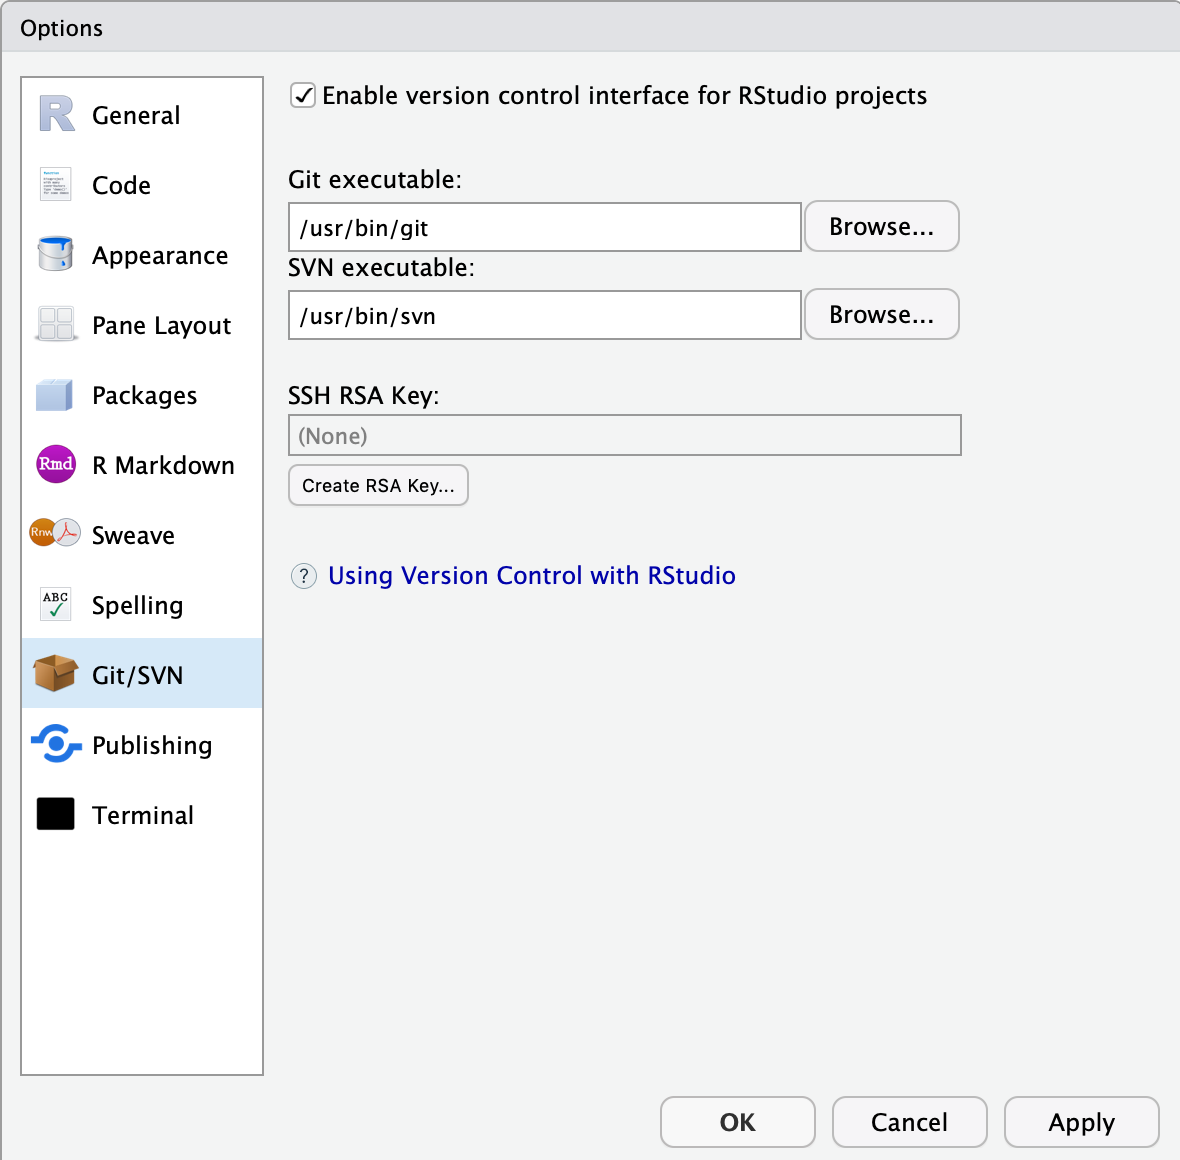 Options
General
Code
Appearance
Pane Layout
Packages
Rmd
R Markdown
Rnw
Sweave
ABC
Spelling
Git/SVN
Publishing
Terminal
Enable version control interface for RStudio projects
Git executable:
/usr/bin/git
Browse...
SVN executable:
/usr/bin/svn
Browse...
SSH RSA Key:
(None)
Create RSA Key...
? Using Version Control with RStudio
OK
Cancel
Apply